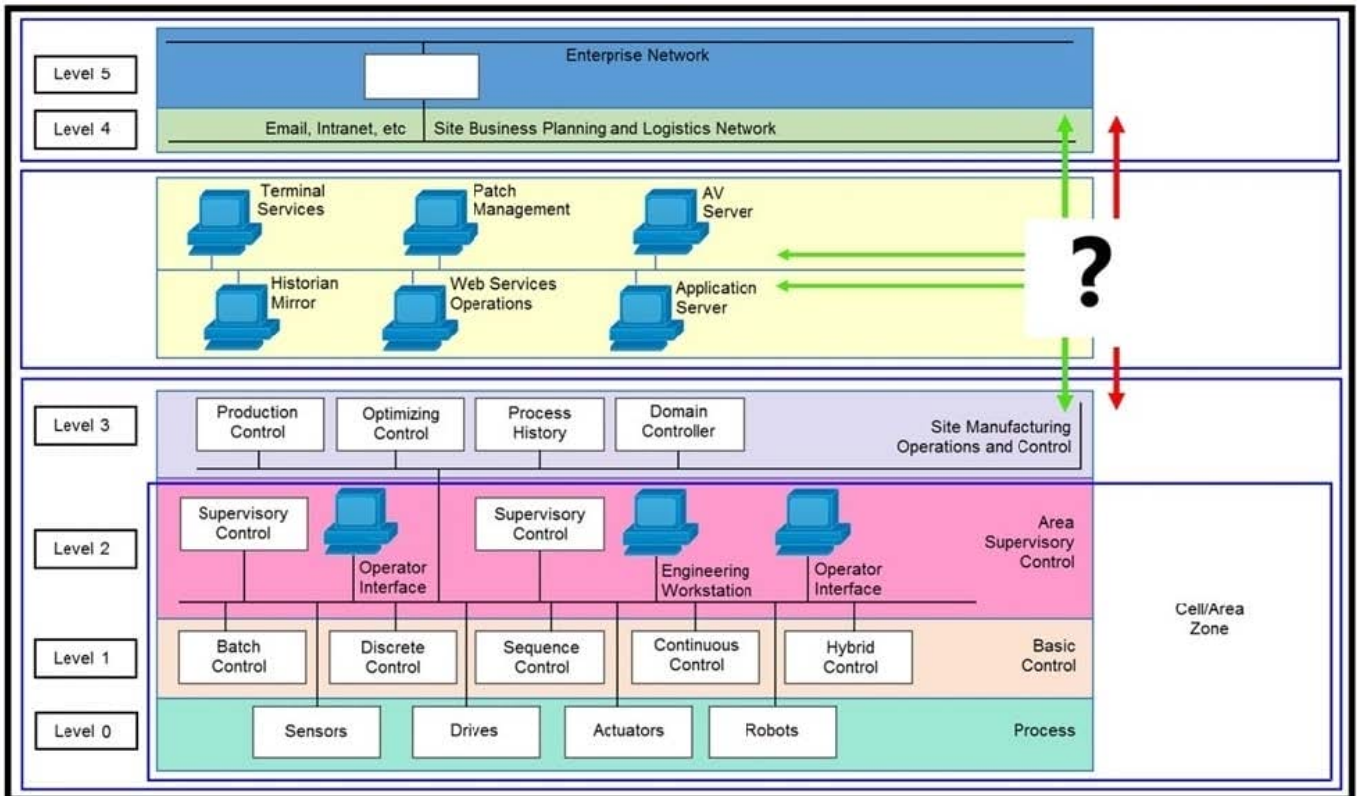 Level 5
Enterprise Network
Level 4
Email, Intranet, etc
Site Business Planning and Logistics Network
Terminal
Services
Patch
Management
AV
Server
Historian
Mirror
Web Services
Operations
Application
Server
?
Level 3
Production
Control
Optimizing
Control
Process
History
Domain
Controller
Site Manufacturing
Operations and Control
Level 2
Supervisory
Control
Operator
Interface
Supervisory
Control
Engineering
Workstation
Operator
Interface
Area
Supervisory
Control
Cell/Area
Zone
Level 1
Batch
Control
Discrete
Control
Sequence
Control
Continuous
Control
Hybrid
Control
Basic
Control
Level 0
Sensors
Drives
Actuators
Robots
Process